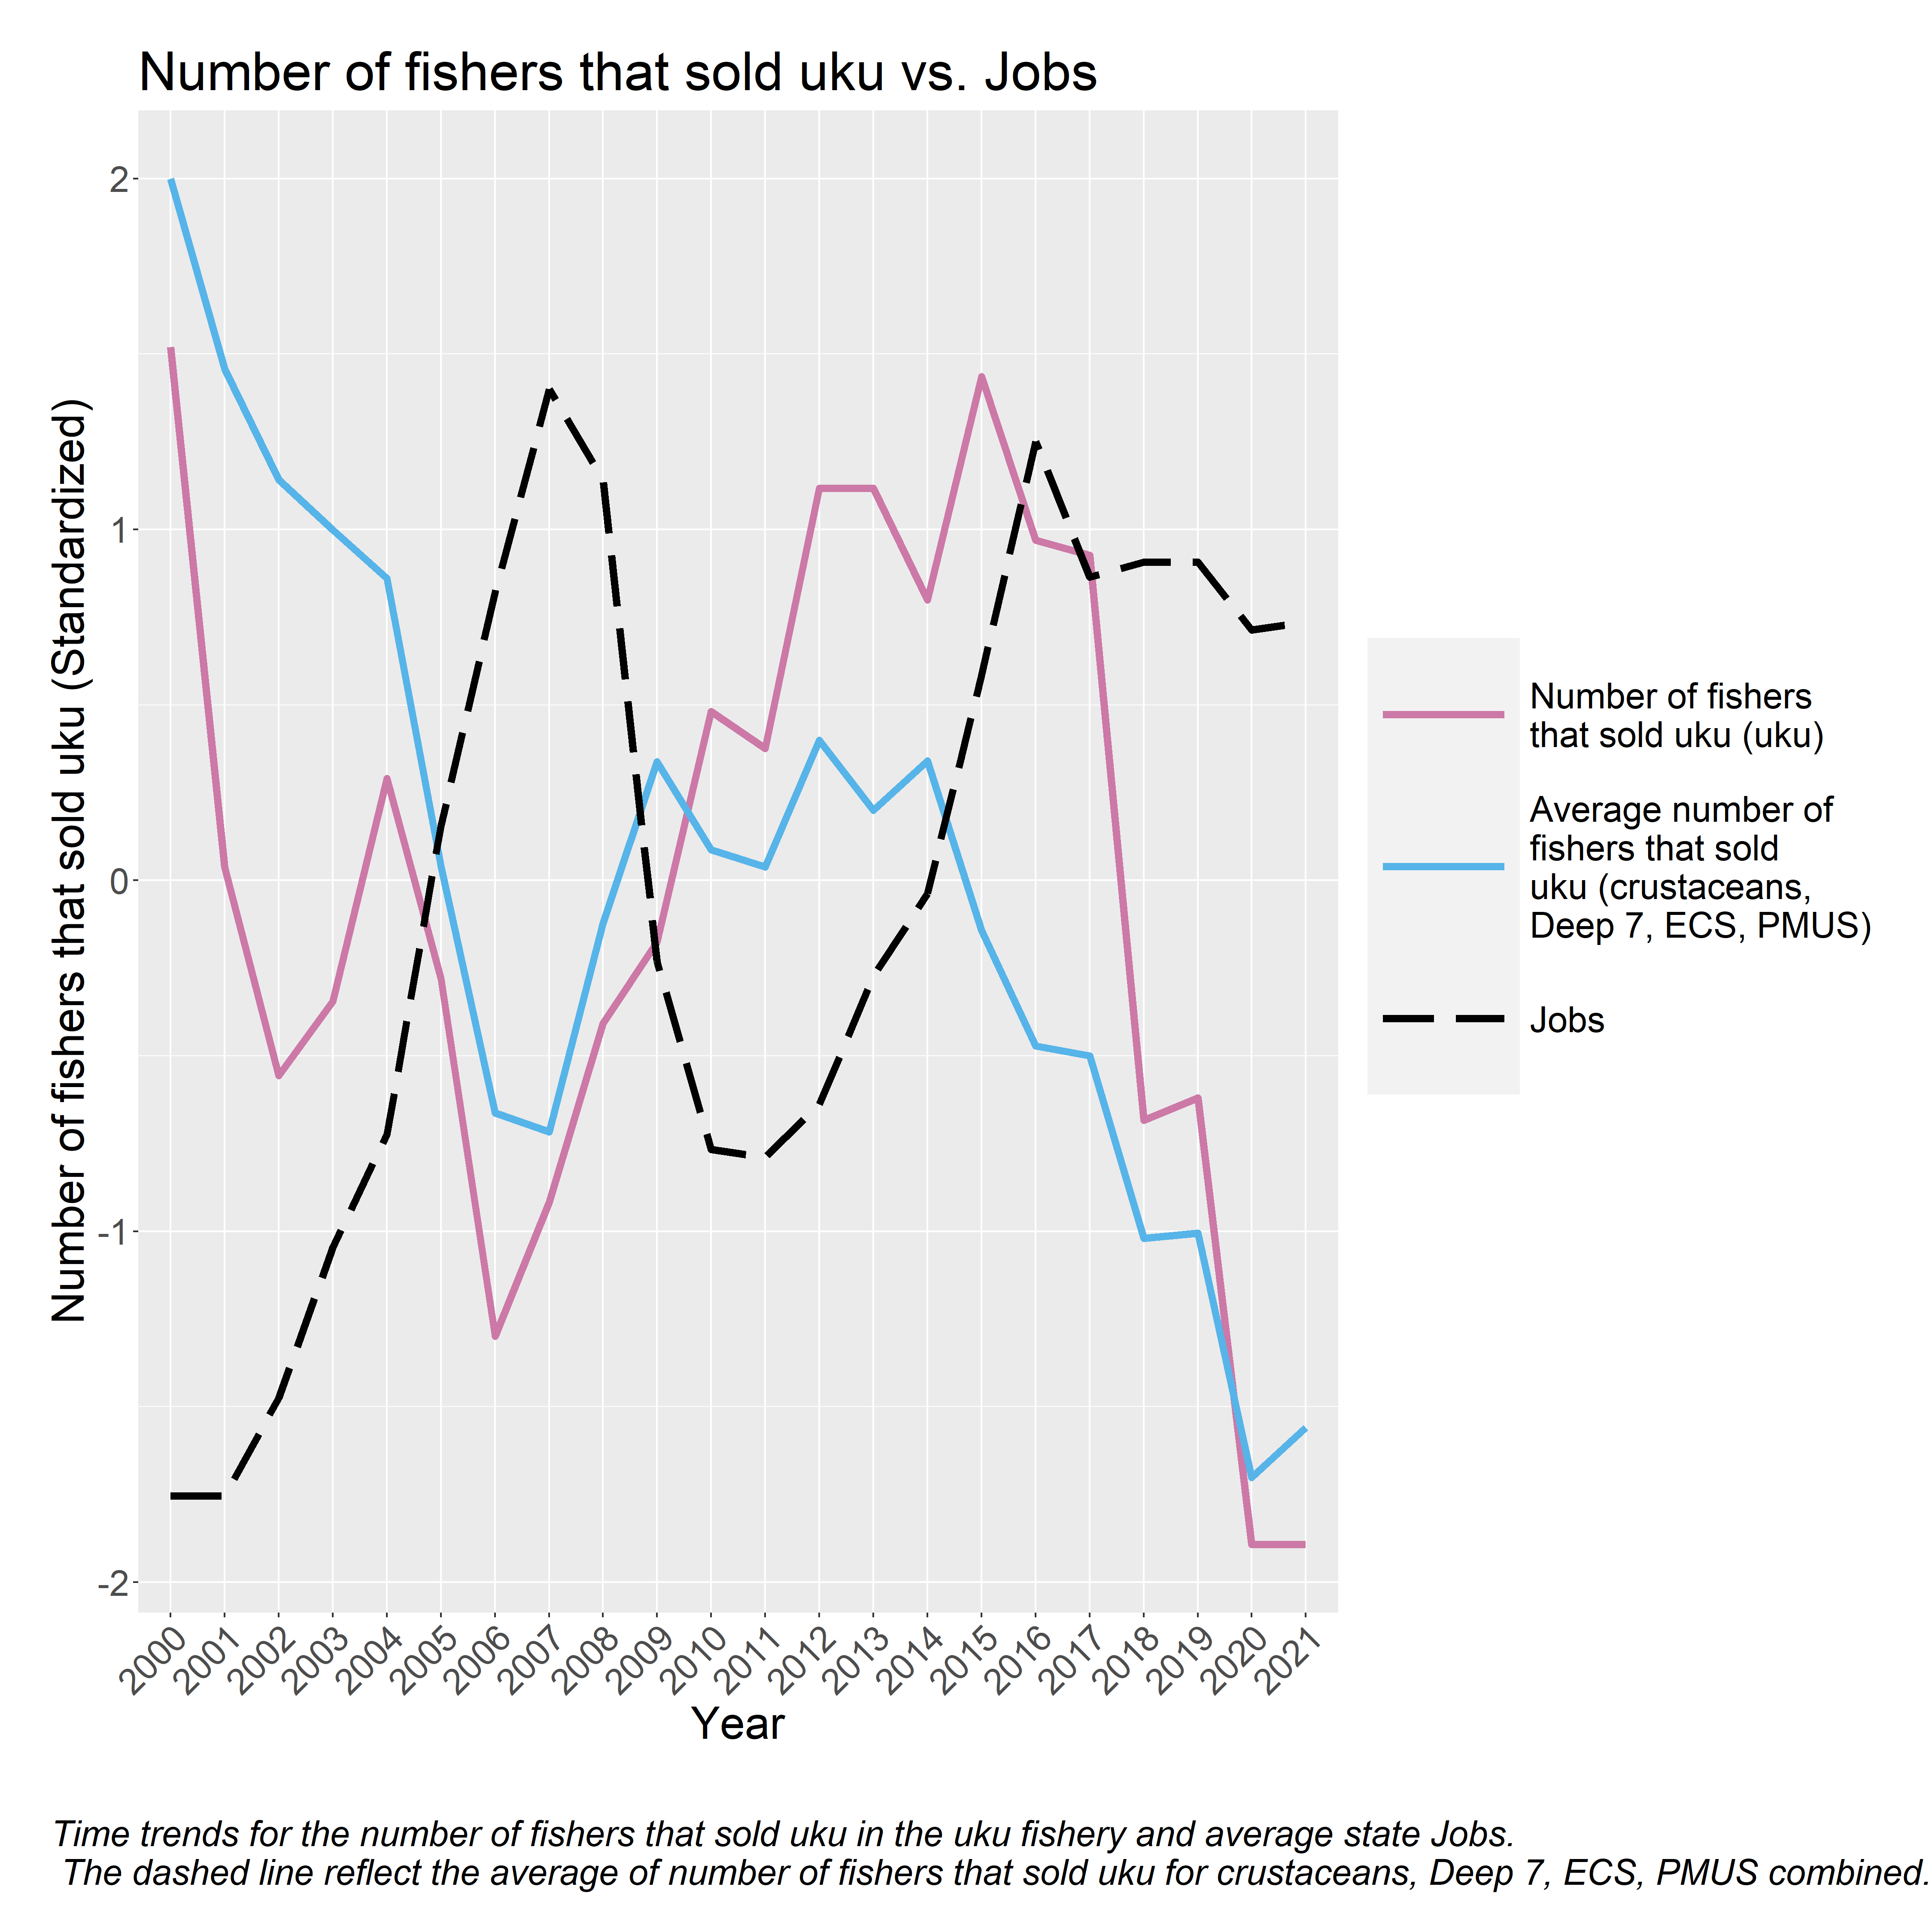 Number of fishers that sold uku vs. Jobs
Number of fishers that sold uku (Standardized)
2
1
0
-1
-2
2000
2001
2002
2003
2004
2005
2006
2007
2008
2009
2010
2011
2012
2013
2014
2015
2016
2017
2018
2019
2020
2021
Year
Number of fishers
that sold uku (uku)
Average number of
fishers that sold
uku (crustaceans,
Deep 7, ECS, PMUS)
Jobs
Time trends for the number of fishers that sold uku in the uku fishery and average state Jobs.
The dashed line reflect the average of number of fishers that sold uku for crustaceans, Deep 7, ECS, PMUS combined.